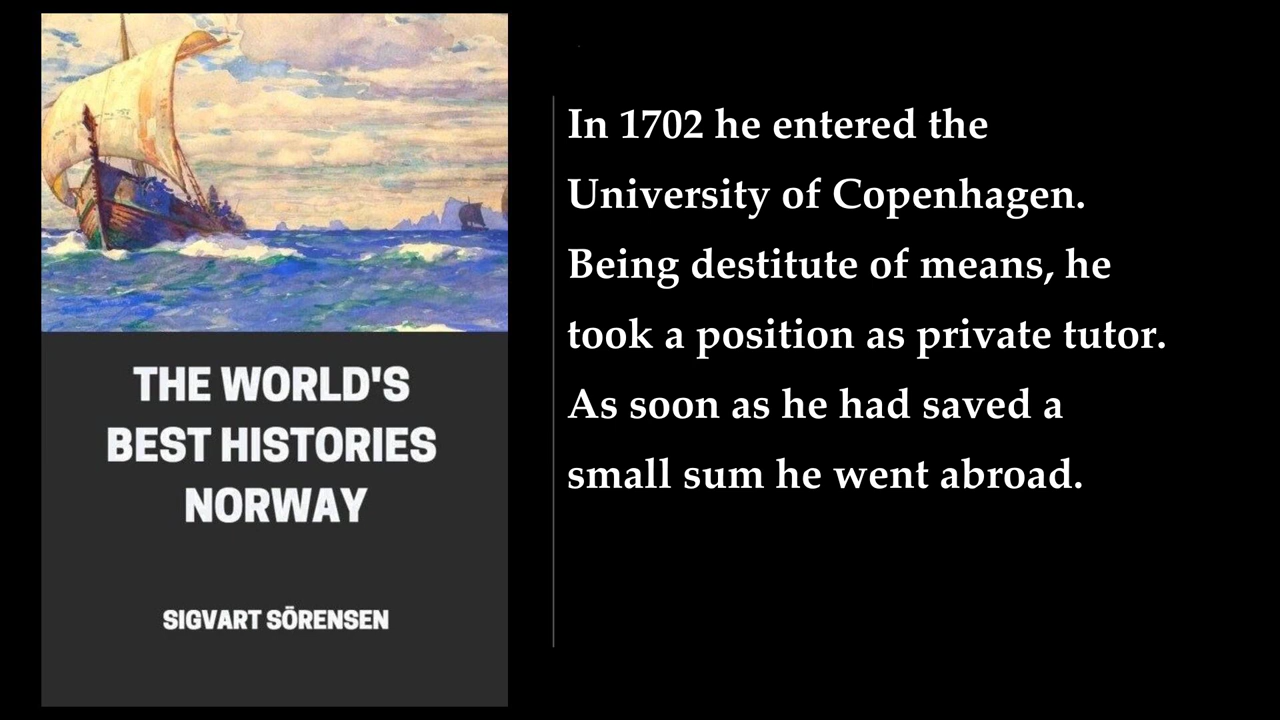 THE WORLD'S
BEST HISTORIES
NORWAY
SIGVART SÖRENSEN
In 1702 he entered the
University of Copenhagen.
Being destitute of means, he
took a position as private tutor.
As soon as he had saved a
small sum he went abroad.